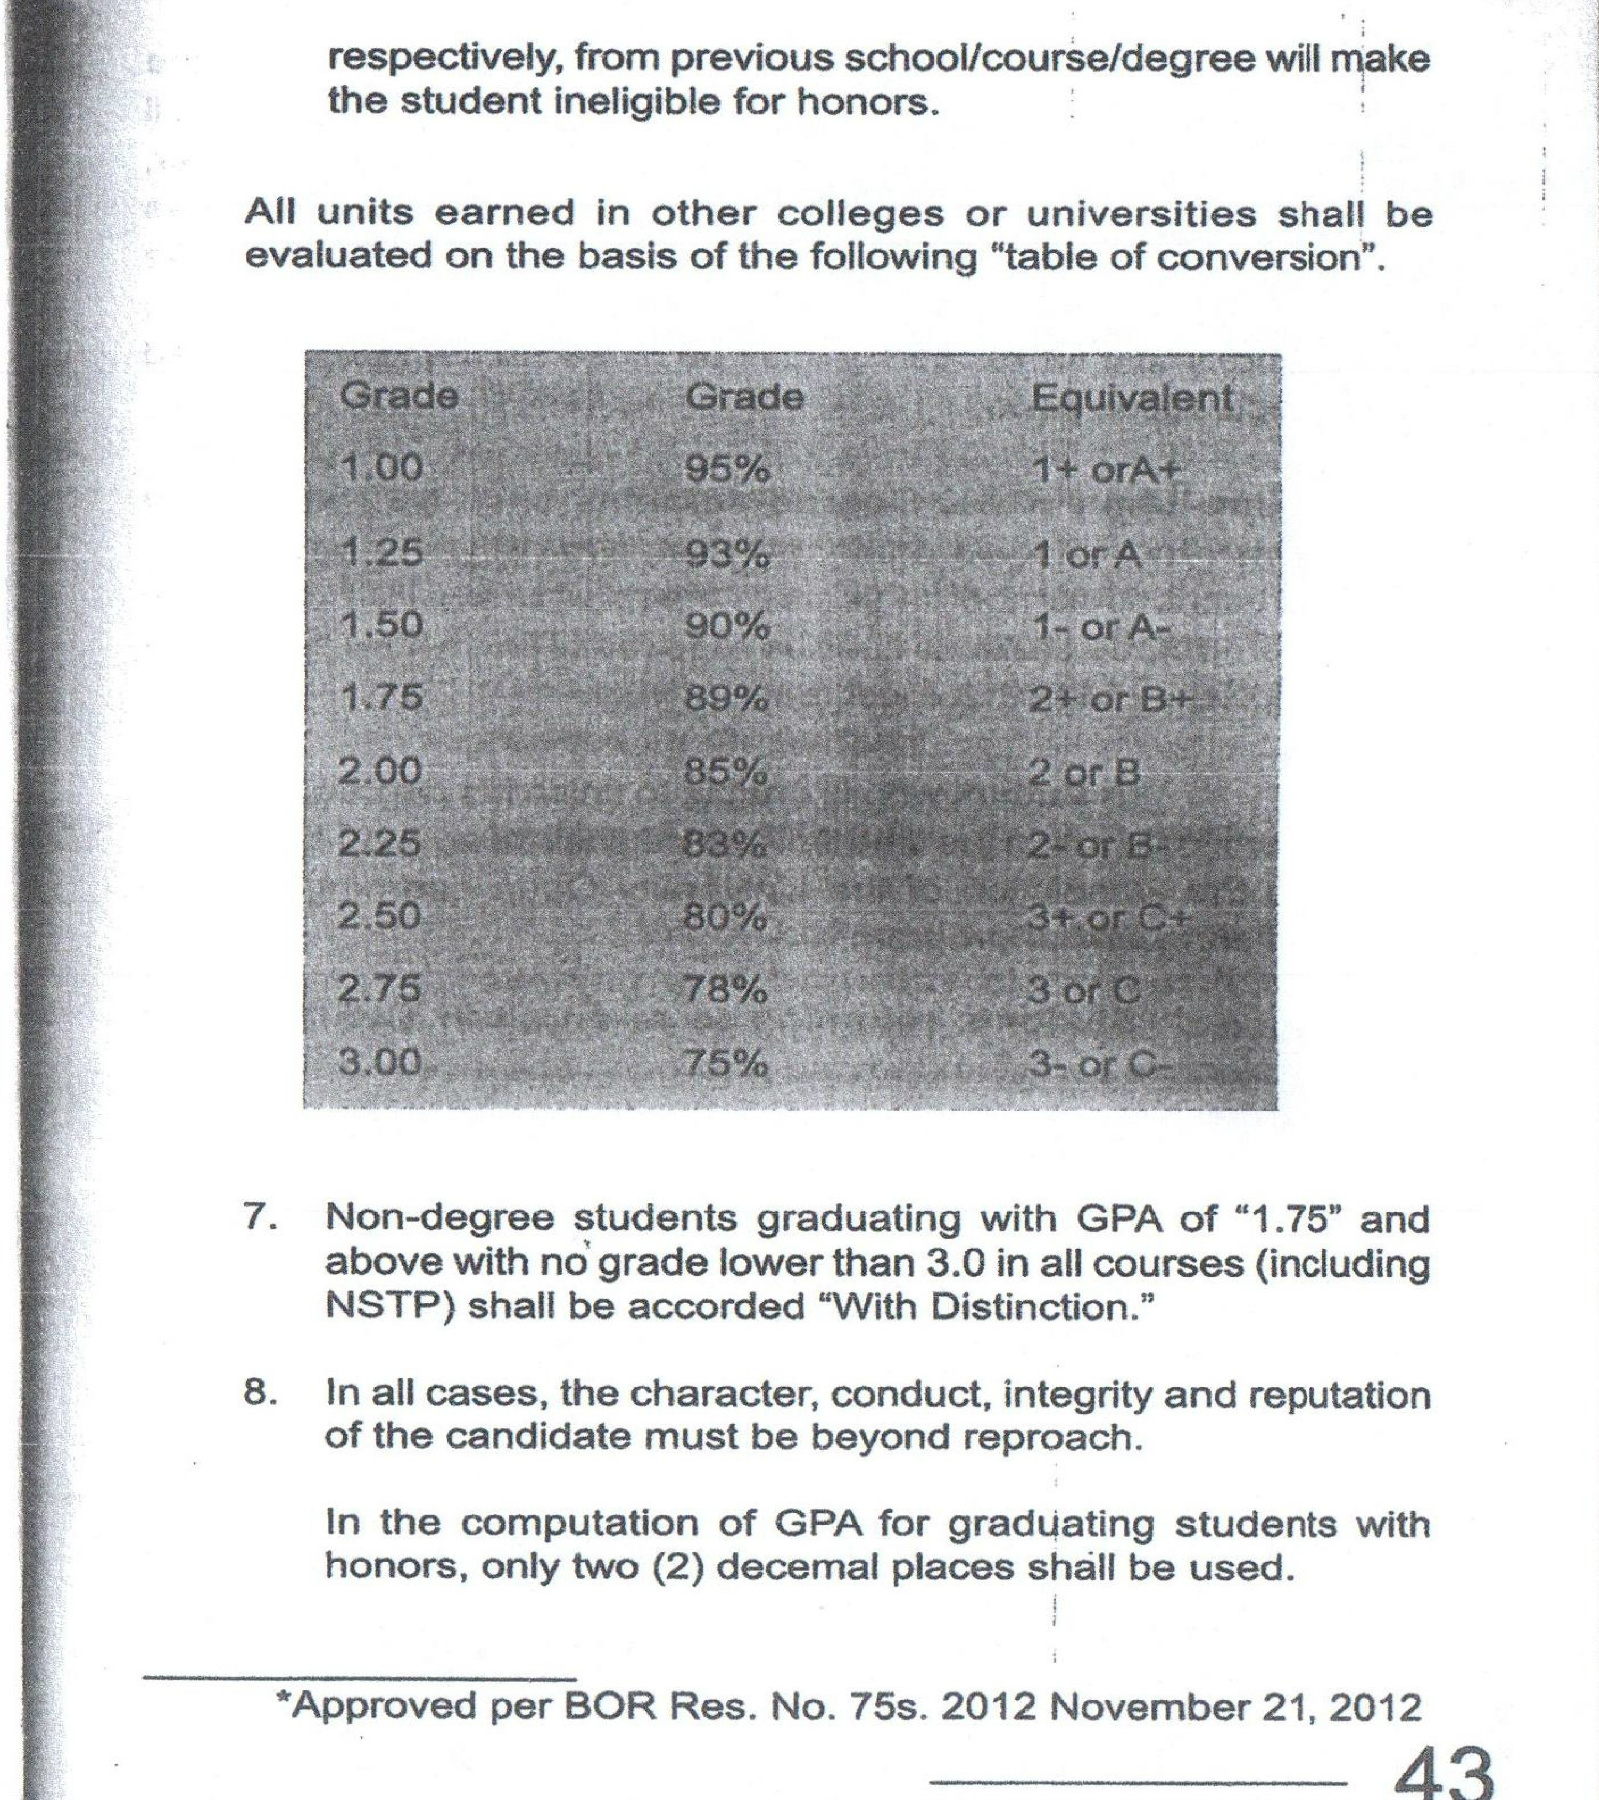 respectively, from previous school/course/degree will make
the student ineligible for honors.
All units earned in other colleges or universities shall be
evaluated on the basis of the following “table of conversion”.
Grade Grade Equivalent
1.00 95% 1+ orA+
1.25 93% 1 or A
1.50 90% 1- or A-
1.75 89% 2+ or B+
2.00 85% 2 or B
2.25 83% 2- or B-
2.50 80% 3+ or C+
2.75 78% 3 or C
3.00 75% 3- or C-
7. Non-degree students graduating with GPA of “1.75” and
above with no grade lower than 3.0 in all courses (including
NSTP) shall be accorded “With Distinction.”
8. In all cases, the character, conduct, integrity and reputation
of the candidate must be beyond reproach.
In the computation of GPA for graduating students with
honors, only two (2) decemal places shall be used.
*Approved per BOR Res. No. 75s. 2012 November 21, 2012
43